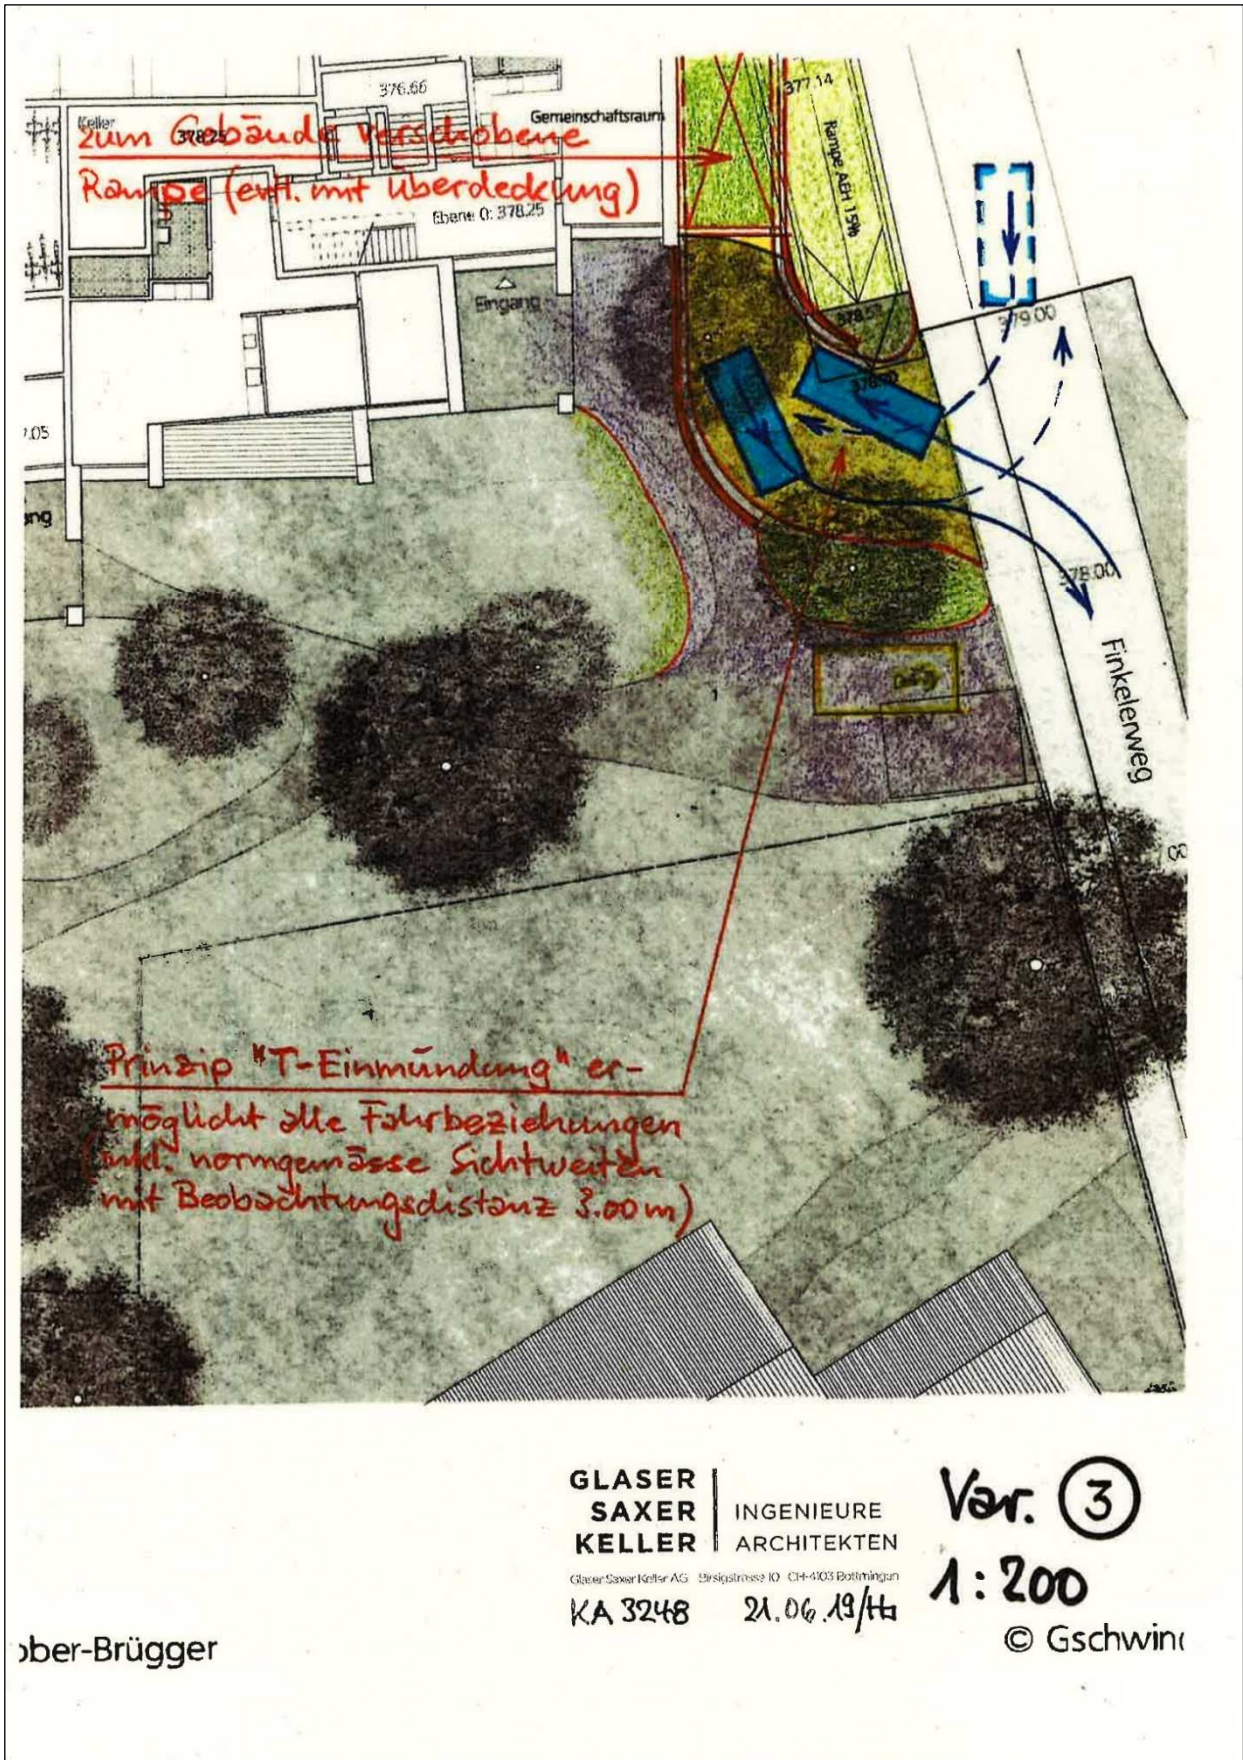 376.66
377.14
Keller
378.25
Gemeinschaftsraum
zum Gebäude verschobene
Rampe (evtl. mit Überdeckung)
Rampe AEH 15%
Ebene 0: 378.25
Eingang
379.00
378.00
Finkelerweg
Prinzip "T-Einmündung" er-
möglicht alle Fahrbeziehungen
(inkl. normgemässe Sichtweiten
mit Beobachtungsdistanz 3.00 m)
GLASER
SAXER
KELLER
INGENIEURE
ARCHITEKTEN
Glaser Saxer Keller AG Birsigstrasse 10 CH-4103 Bottmingen
KA 3248 21.06.19/Hs
Var. 3
1:200
ober-Brügger
© Gschwind